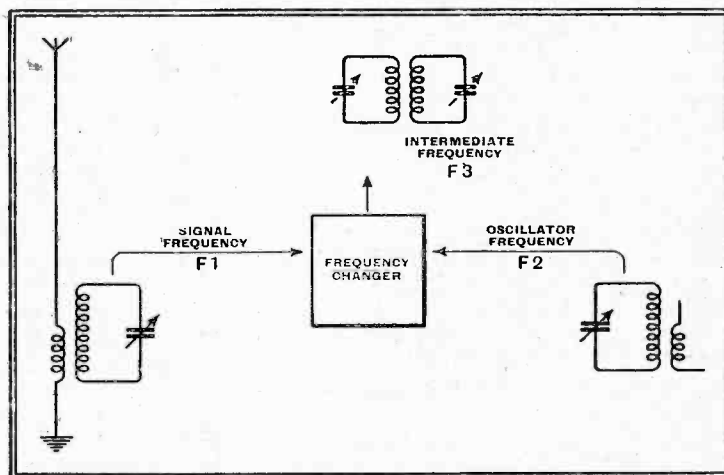 INTERMEDIATE
FREQUENCY
F3
SIGNAL
FREQUENCY
F1
FREQUENCY
CHANGER
OSCILLATOR
FREQUENCY
F2